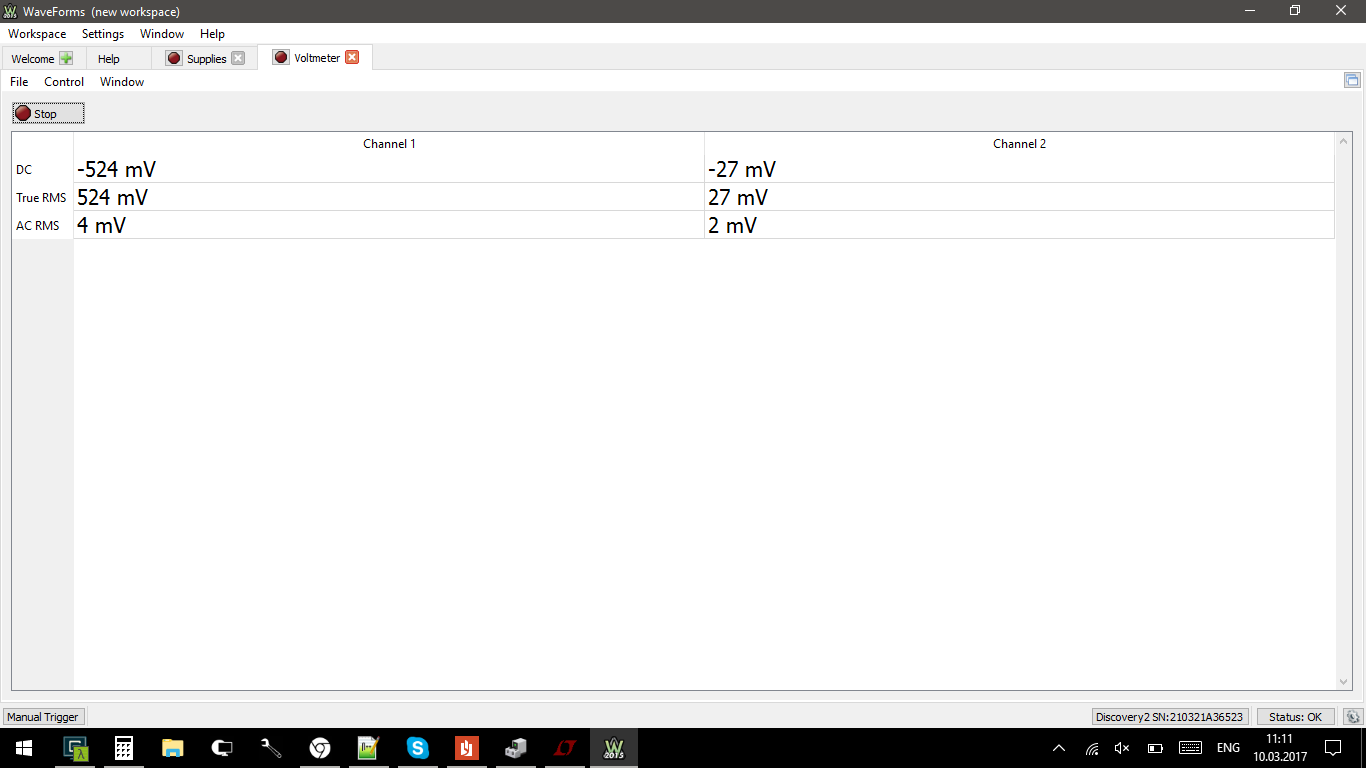 WaveForms (new workspace)
Workspace Settings Window Help
Welcome Help Supplies Voltmeter
File Control Window
Stop
Channel 1 Channel 2
DC -524 mV -27 mV
True RMS 524 mV 27 mV
AC RMS 4 mV 2 mV
Manual Trigger Discovery2 SN:210321A36523 Status: OK
ENG 11:11
10.03.2017